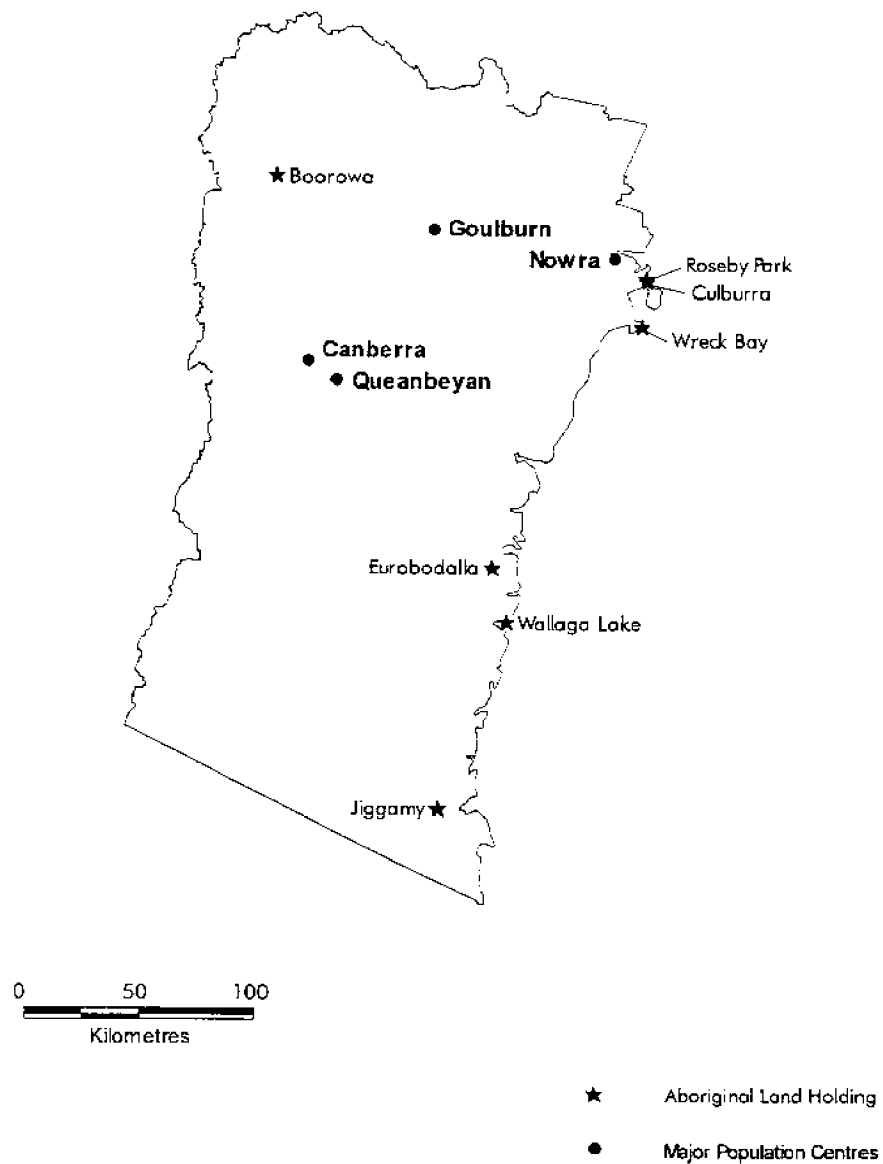 Boorowa
Goulburn
Nowra
Roseby Park
Culburra
Wreck Bay
Canberra
Queanbeyan
Eurobodalla
Wallaga Lake
Jiggamy
0 50 100
Kilometres
Aboriginal Land Holding
Major Population Centres